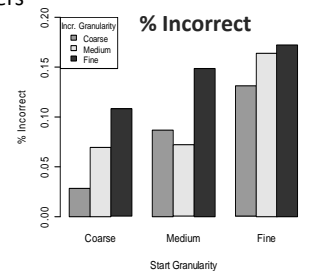 ers
% Incorrect
Incr. Granularity
Coarse
Medium
Fine
% Incorrect
0.20
0.15
0.10
0.05
0.00
Coarse Medium Fine
Start Granularity